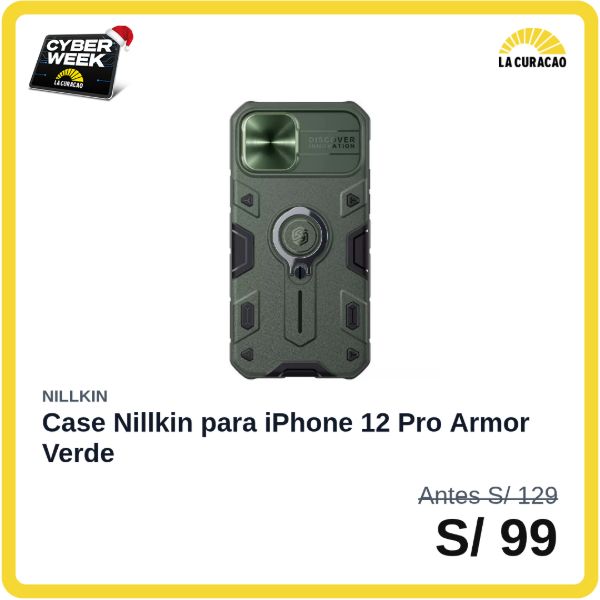 CYBER
WEEK
LA CURACAO
LA CURACAO
DISCOVER
INNOVATION
NILLKIN
Case Nillkin para iPhone 12 Pro Armor
Verde
Antes S/ 129
S/ 99